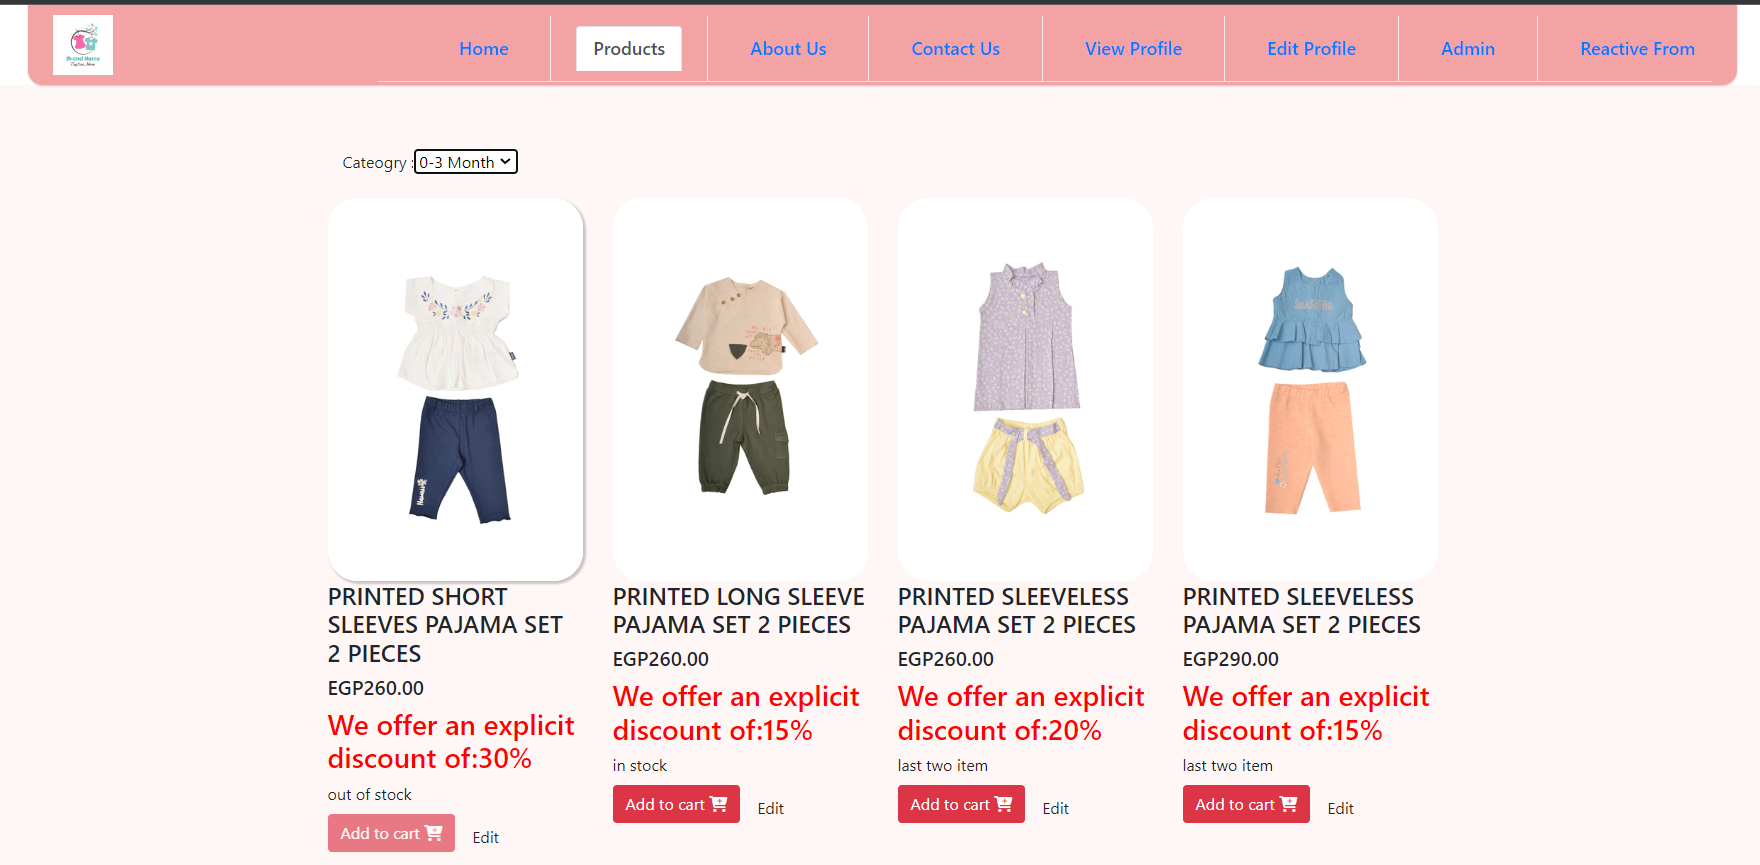 Brand Name
Home
Products
About Us
Contact Us
View Profile
Edit Profile
Admin
Reactive From
Cateogry :
0-3 Month
PRINTED SHORT
SLEEVES PAJAMA SET
2 PIECES
EGP260.00
We offer an explicit
discount of:30%
out of stock
Add to cart
Edit
PRINTED LONG SLEEVE
PAJAMA SET 2 PIECES
EGP260.00
We offer an explicit
discount of:15%
in stock
Add to cart
Edit
PRINTED SLEEVELESS
PAJAMA SET 2 PIECES
EGP260.00
We offer an explicit
discount of:20%
last two item
Add to cart
Edit
PRINTED SLEEVELESS
PAJAMA SET 2 PIECES
EGP290.00
We offer an explicit
discount of:15%
last two item
Add to cart
Edit